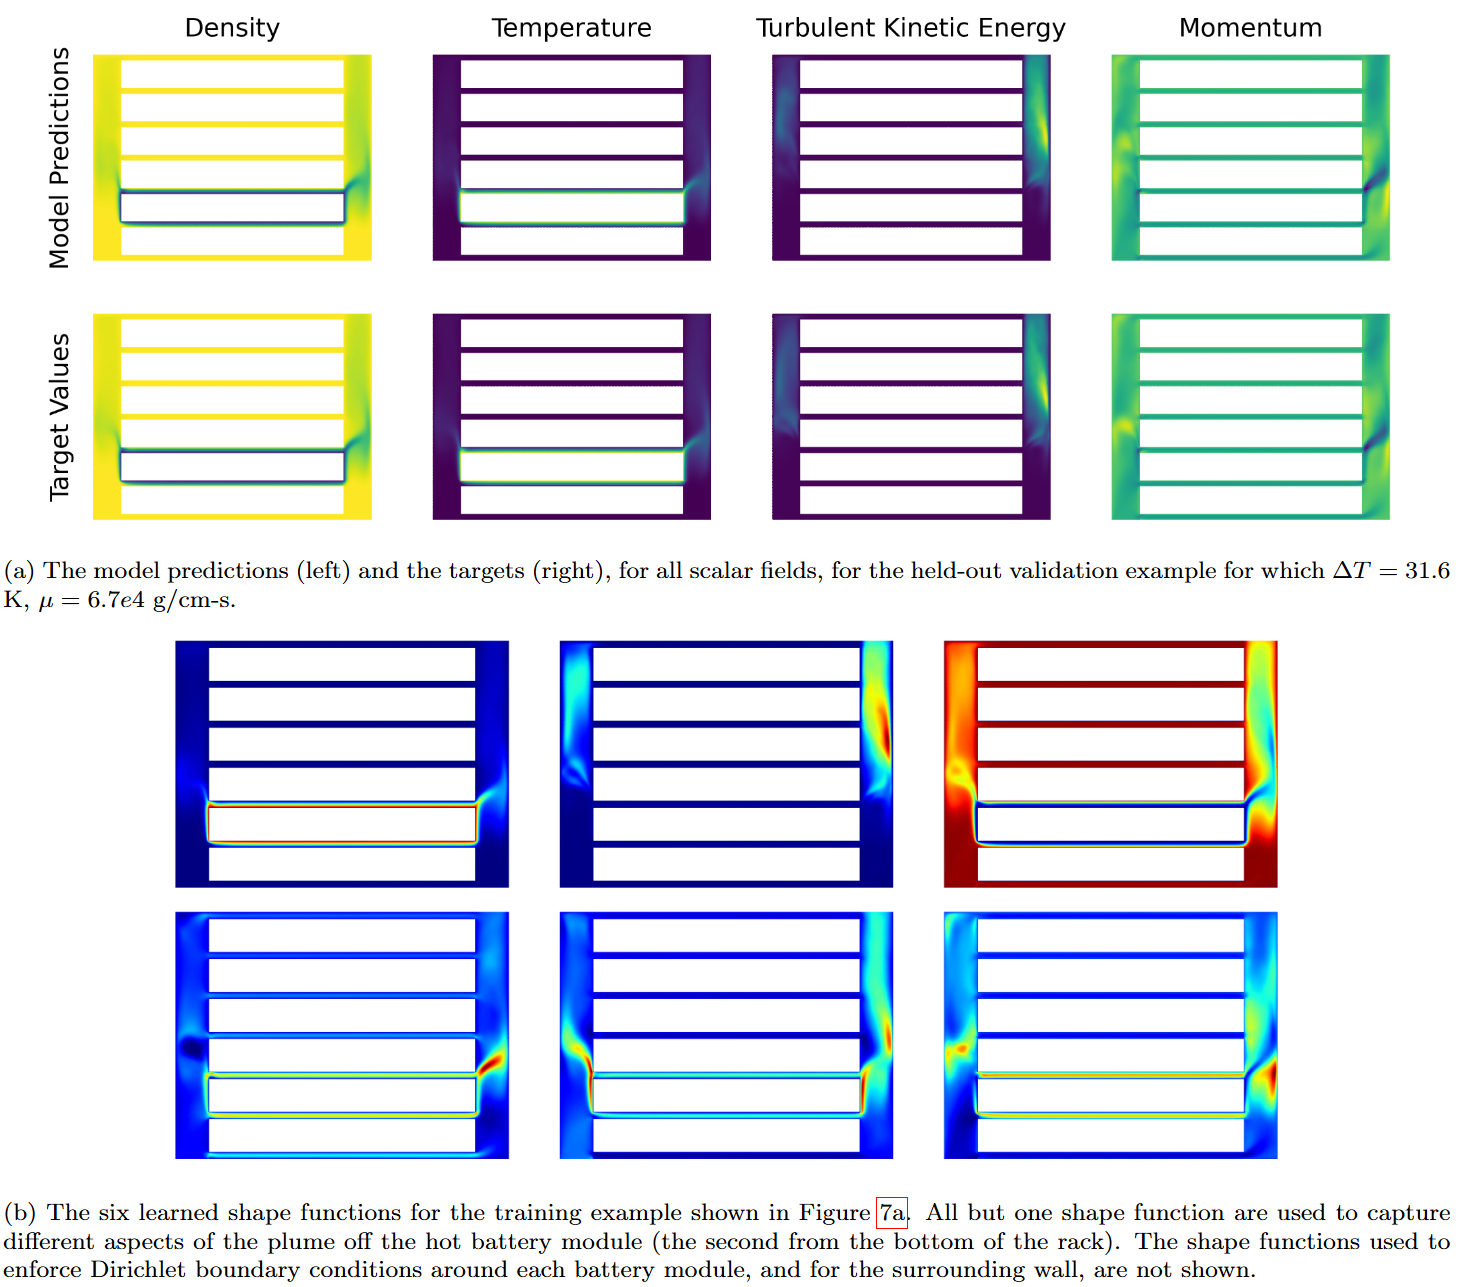 Density Temperature Turbulent Kinetic Energy Momentum
Model Predictions
Target Values
(a) The model predictions (left) and the targets (right), for all scalar fields, for the held-out validation example for which ΔT = 31.6
K, μ = 6.7e4 g/cm-s.
(b) The six learned shape functions for the training example shown in Figure 7a. All but one shape function are used to capture
different aspects of the plume off the hot battery module (the second from the bottom of the rack). The shape functions used to
enforce Dirichlet boundary conditions around each battery module, and for the surrounding wall, are not shown.